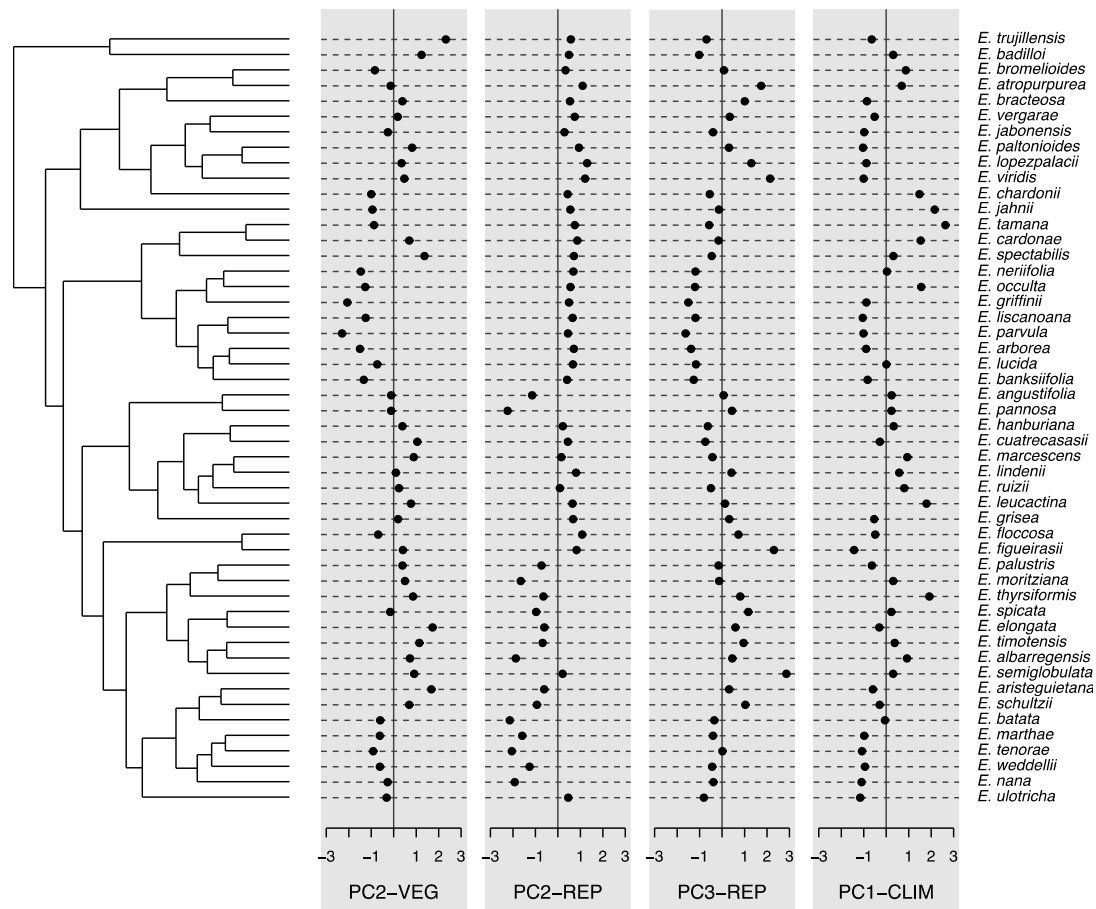 E. trujillensis
E. badilloi
E. bromelioides
E. atropurpurea
E. bracteosa
E. vergarae
E. jabonensis
E. paltonioides
E. lopezpalacii
E. viridis
E. chardonii
E. jahnii
E. tamana
E. cardonae
E. spectabilis
E. neriifolia
E. occulta
E. griffinii
E. liscanoana
E. parvula
E. arborea
E. lucida
E. banksiifolia
E. angustifolia
E. pannosa
E. hanburiana
E. cuatrecasasii
E. marcescens
E. lindenii
E. ruizii
E. leucactina
E. grisea
E. floccosa
E. figueirasii
E. palustris
E. moritziana
E. thyrsiformis
E. spicata
E. elongata
E. timotensis
E. albarregensis
E. semiglobulata
E. aristeguietana
E. schultzii
E. batata
E. marthae
E. tenorae
E. weddellii
E. nana
E. ulotricha
−3 −1 1 2 3 −3 −1 1 2 3 −3 −1 1 2 3 −3 −1 1 2 3
PC2−VEG PC2−REP PC3−REP PC1−CLIM